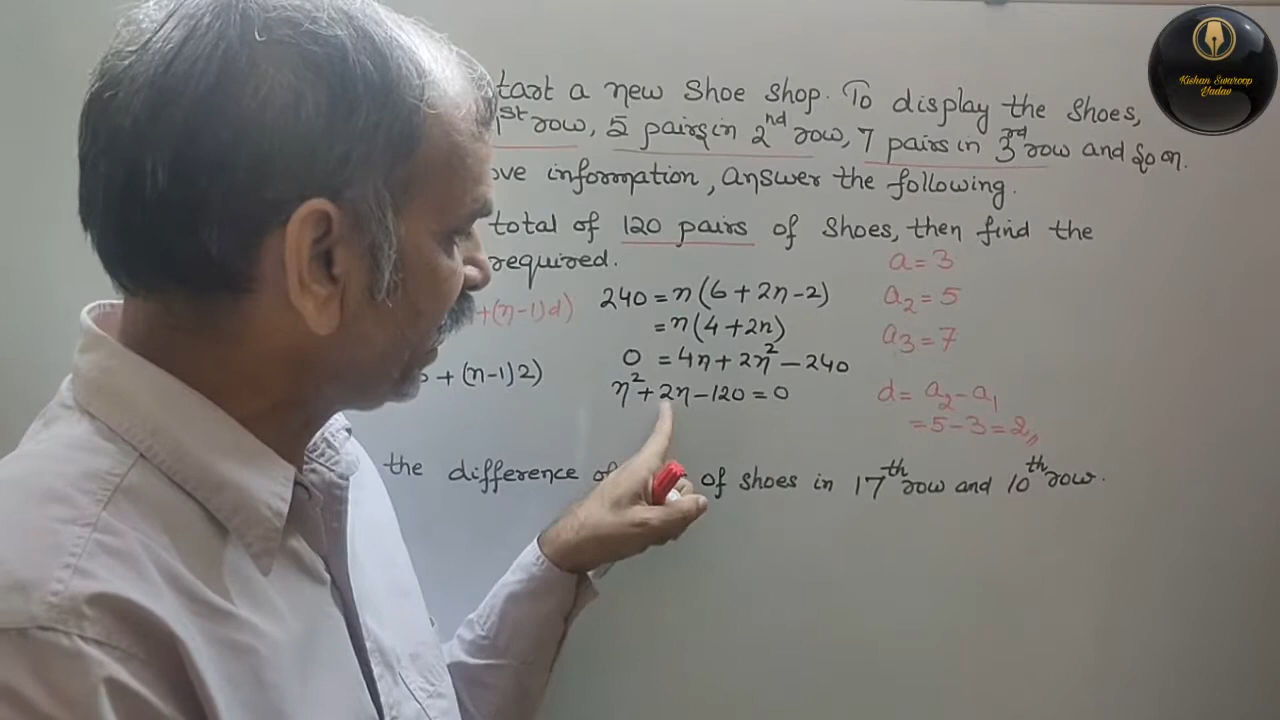 tart a new shoe shop. To display the shoes,
1st row, 5 pairs in 2nd row, 7 pairs in 3rd row and so on.
ove information, answer the following.
total of 120 pairs of shoes, then find the
required.
a = 3
+(n-1)d)
240 = n(6 + 2n - 2)
a2 = 5
= n(4 + 2n)
a3 = 7
0 = 4n + 2n² - 240
+ (n-1)2)
n² + 2n - 120 = 0
d = a2 - a1
= 5 - 3 = 2
the difference of of shoes in 17th row and 10th row.
Kishan Swaroop
Yadav